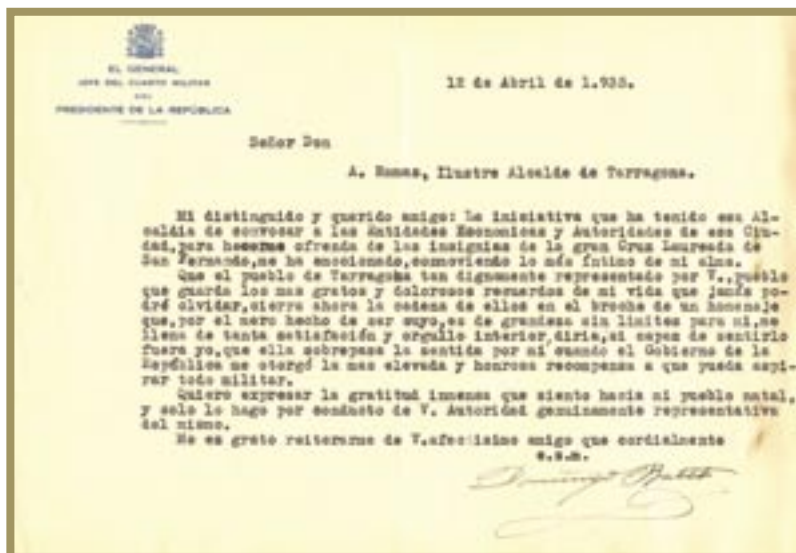 EL GENERAL
JEFE DEL CUARTO MILITAR
DEL
PRESIDENTE DE LA REPÚBLICA
12 de Abril de 1.935.
Señor Don
A. Ilustre Alcalde de Tarragona.
Mi distinguido y querido amigo: La iniciativa que ha tenido esa Al-
caldia de convocar a las Entidades Economicas y Autoridades de esa Ciu-
dad,para hacerme ofrenda de las insignias de la gran Cruz Laureada de
San Fernando,me ha emocionado,conmoviendo lo más íntimo de mi alma.
Que el pueblo de Tarragona tan dignamente representado por V.,pueblo
que guarda los mas gratos y dolorosos recuerdos de mi vida que jamás po-
dré olvidar,cierre ahora la cadena de ellos en el broche de un homenaje
que,por el mero hecho de ser suyo,es de grandeza sin limites para mi,me
llena de tanta satisfación y orgullo interior,diria,si capaz de sentirlo
fuera yo,que ella sobrepasa la sentida por mi cuando el Gobierno de la
República me otorgó la mas elevada y honrosa recompensa a que pueda aspi-
rar todo militar.
Quiero expresar la gratitud inmensa que siento hacia mi pueblo natal,
y solo lo hago por conducto de V. Autoridad genuinamente representativa
del mismo.
Me es grato reiterarme de V.afectisimo amigo que cordialmente
e.s.m.
Domingo Batet